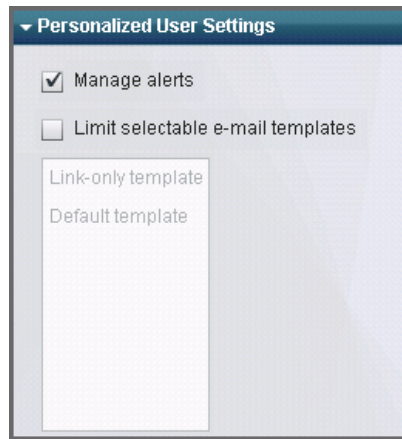 Personalized User Settings
Manage alerts
Limit selectable e-mail templates
Link-only template
Default template